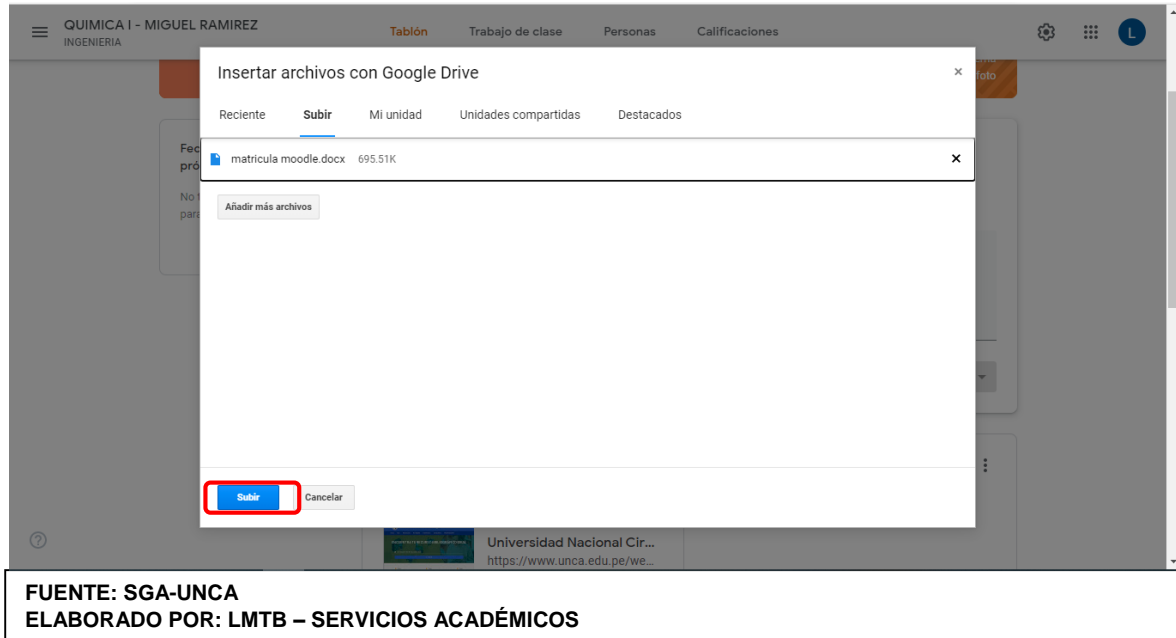 QUIMICA I - MIGUEL RAMIREZ
INGENIERIA
Tablón Trabajo de clase Personas Calificaciones
L
foto
Insertar archivos con Google Drive
Reciente Subir Mi unidad Unidades compartidas Destacados
matricula moodle.docx 695.51K
Añadir más archivos
Subir Cancelar
Universidad Nacional Cir...
https://www.unca.edu.pe/we...
FUENTE: SGA-UNCA
ELABORADO POR: LMTB – SERVICIOS ACADÉMICOS